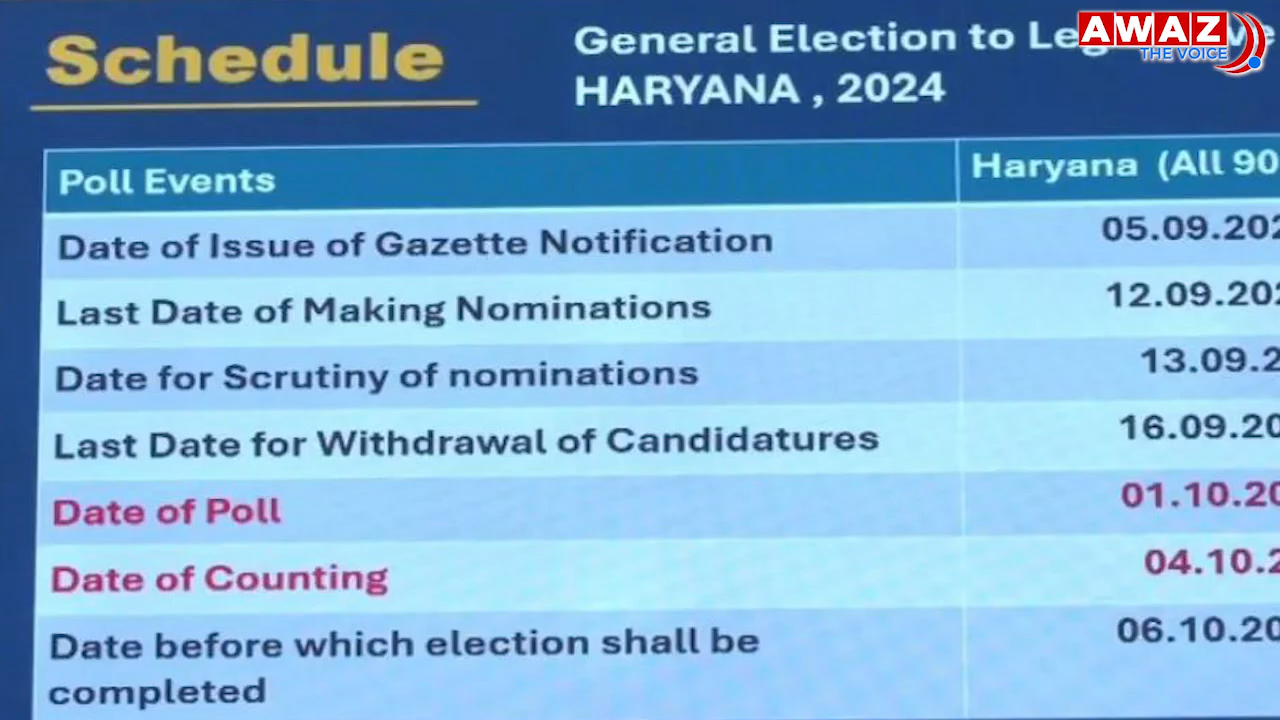 Schedule
General Election to Leg
HARYANA , 2024
AWAZ
THE VOICE
Poll Events
Haryana (All 90
Date of Issue of Gazette Notification
05.09.202
Last Date of Making Nominations
12.09.202
Date for Scrutiny of nominations
13.09.2
Last Date for Withdrawal of Candidatures
16.09.20
Date of Poll
01.10.20
Date of Counting
04.10.2
Date before which election shall be
completed
06.10.20